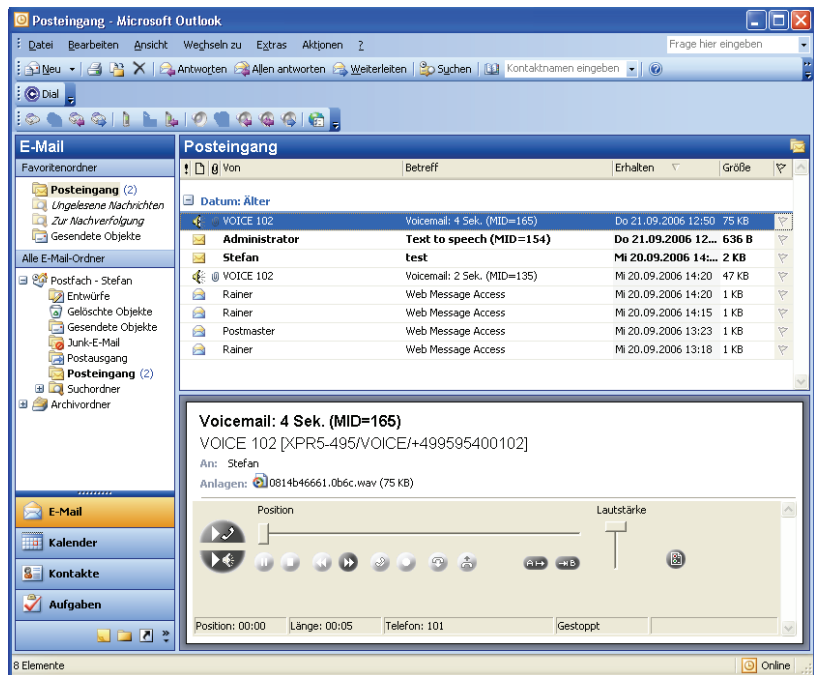 Posteingang - Microsoft Outlook
Datei Bearbeiten Ansicht Wechseln zu Extras Aktionen ? Frage hier eingeben
Neu Antworten Allen antworten Weiterleiten Suchen Kontaktnamen eingeben
Dial
E-Mail
Favoritenordner
Posteingang (2)
Ungelesene Nachrichten
Zur Nachverfolgung
Gesendete Objekte
Alle E-Mail-Ordner
Postfach - Stefan
Entwürfe
Gelöschte Objekte
Gesendete Objekte
Junk-E-Mail
Postausgang
Posteingang (2)
Suchordner
Archivordner
E-Mail
Kalender
Kontakte
Aufgaben
Posteingang
! Von Betreff Erhalten Größe
Datum: Älter
VOICE 102 Voicemail: 4 Sek. (MID=165) Do 21.09.2006 12:50 75 KB
Administrator Text to speech (MID=154) Do 21.09.2006 12... 636 B
Stefan test Mi 20.09.2006 14:... 2 KB
VOICE 102 Voicemail: 2 Sek. (MID=135) Mi 20.09.2006 14:20 47 KB
Rainer Web Message Access Mi 20.09.2006 14:20 1 KB
Rainer Web Message Access Mi 20.09.2006 14:15 1 KB
Postmaster Web Message Access Mi 20.09.2006 13:23 1 KB
Rainer Web Message Access Mi 20.09.2006 13:18 1 KB
Voicemail: 4 Sek. (MID=165)
VOICE 102 [XPR5-495/VOICE/+499595400102]
An: Stefan
Anlagen: 0814b46661.0b6c.wav (75 KB)
Position Lautstärke
A B
Position: 00:00 Länge: 00:05 Telefon: 101 Gestoppt
8 Elemente Online